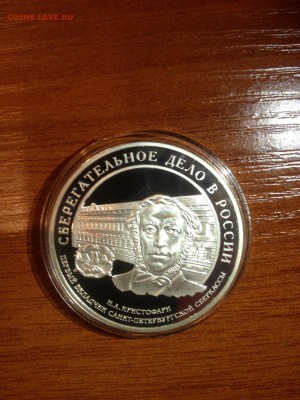 COINS.LAVE.RU
СБЕРЕГАТЕЛЬНОЕ ДЕЛО В РОССИИ
Н.А. КРИСТОФАРИ
ПЕРВЫЙ ВКЛАДЧИК САНКТ-ПЕТЕРБУРГСКОЙ СБЕРКАССЫ